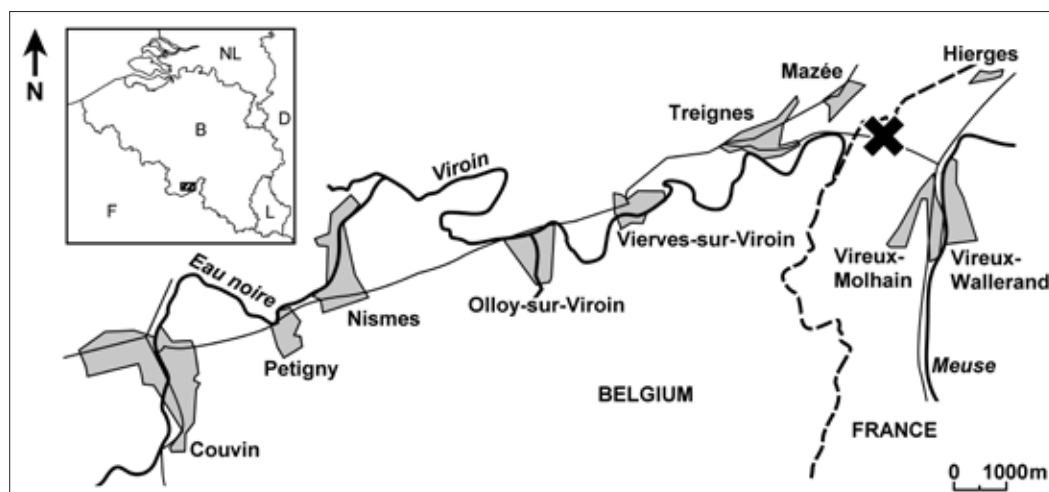 N
NL
B
D
F
L
Hierges
Mazée
Treignes
Viroin
Vierves-sur-Viroin
Vireux-
Molhain
Vireux-
Wallerand
Eau noire
Olloy-sur-Viroin
Nismes
Petigny
Meuse
BELGIUM
FRANCE
Couvin
0 1000m